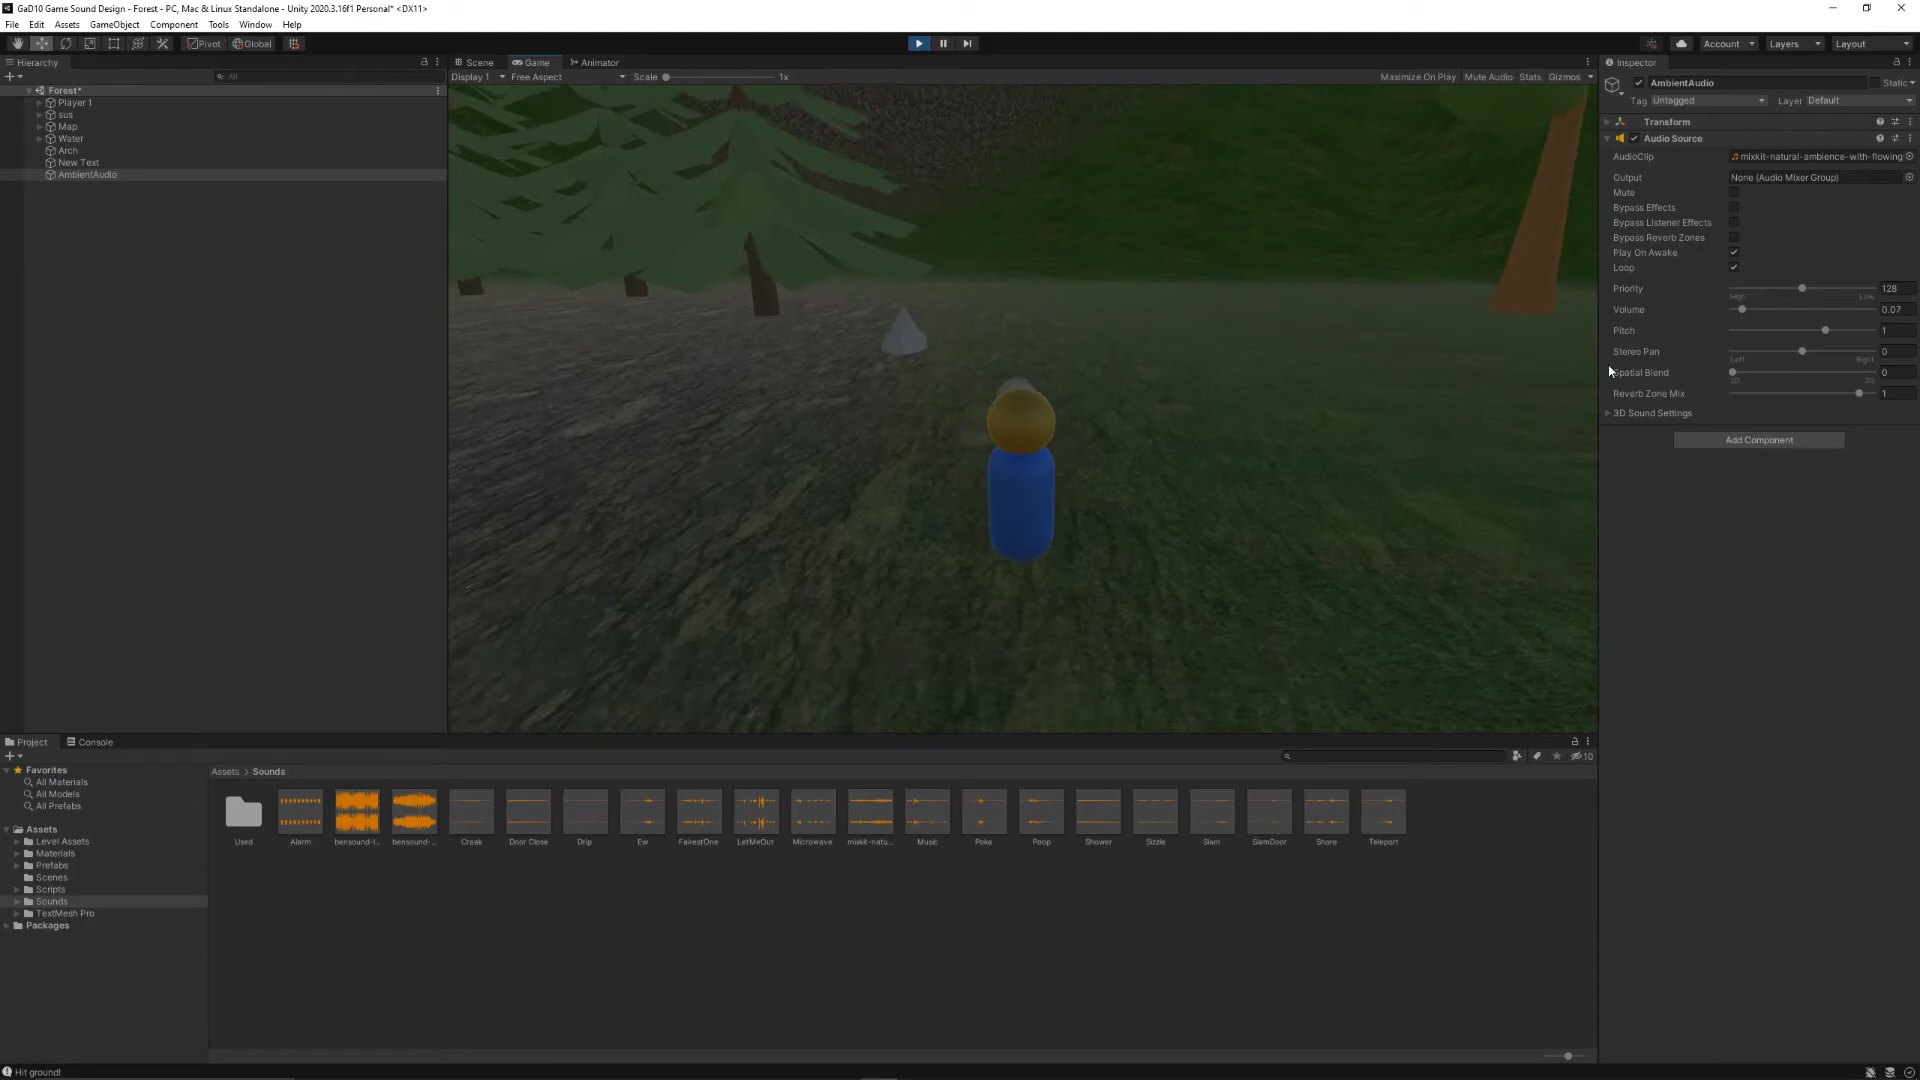 GaD10 Game Sound Design - Forest - PC, Mac & Linux Standalone - Unity 2020.3.16f1 Personal* <DX11>
File Edit Assets GameObject Component Tools Window Help
Pivot Global Account Layers Layout
Hierarchy
All
Forest*
Player 1
sus
Map
Water
Arch
New Text
AmbientAudio
Scene Game Animator
Display 1 Free Aspect Scale 1x Maximize On Play Mute Audio Stats Gizmos
Inspector
AmbientAudio Static
Tag Untagged Layer Default
Transform
Audio Source
AudioClip mixkit-natural-ambience-with-flowing
Output None (Audio Mixer Group)
Mute
Bypass Effects
Bypass Listener Effects
Bypass Reverb Zones
Play On Awake
Loop
Priority 128
High Low
Volume 0.07
Pitch 1
Stereo Pan 0
Left Right
Spatial Blend 0
2D 3D
Reverb Zone Mix 1
3D Sound Settings
Add Component
Project Console
10
Favorites
All Materials
All Models
All Prefabs
Assets
Level Assets
Materials
Prefabs
Scenes
Scripts
Sounds
TextMesh Pro
Packages
Assets > Sounds
Used Alarm bensound-l... bensound-... Creak Door Close Drip Ew FairestOne LetMeOut Microwave mixkit-natu... Music Poke Poop Shower Sizzle Slam SlamDoor Snore Teleport
Hit ground!